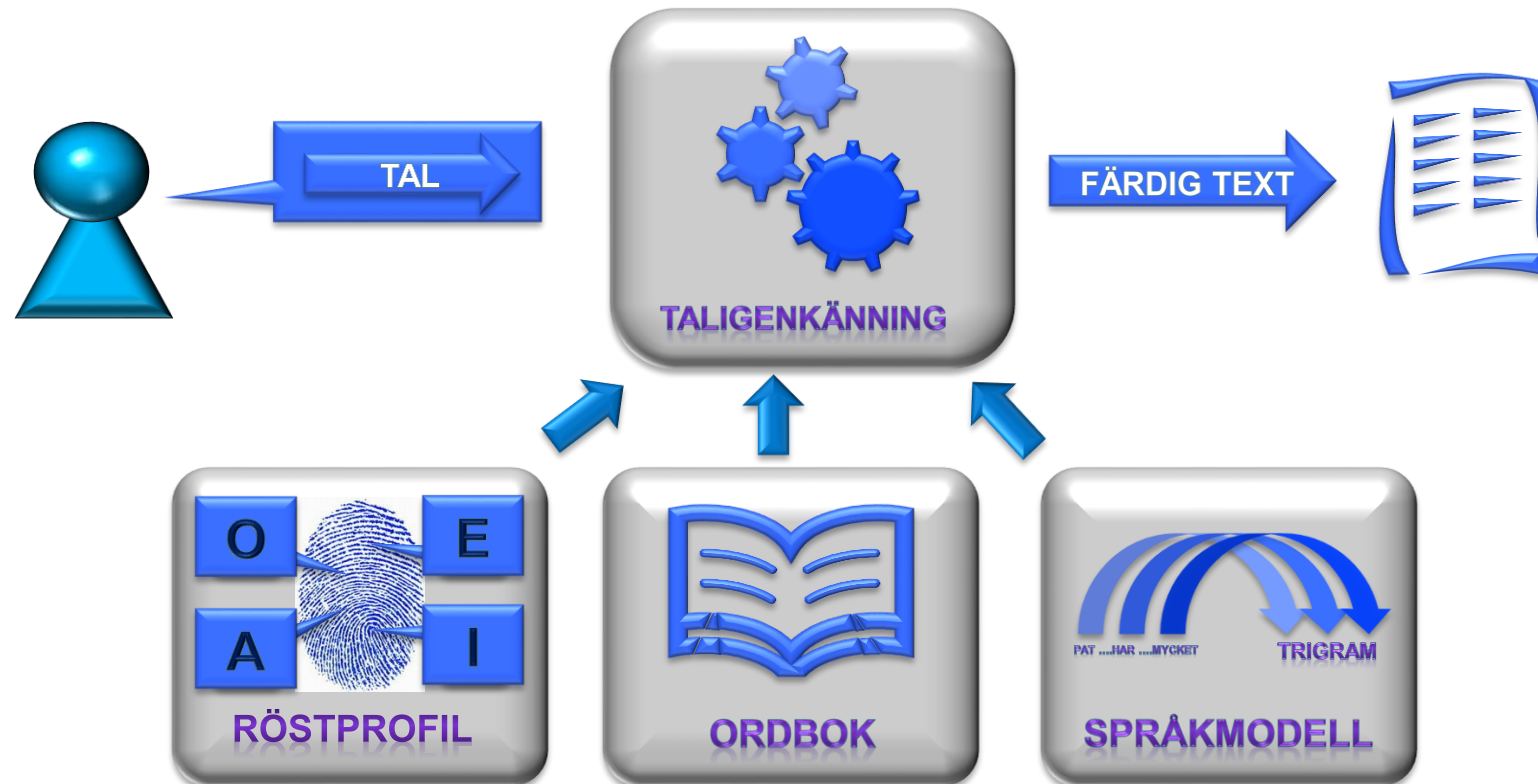 TAL
FÄRDIG TEXT
TALIGENKÄNNING
O
E
A
I
RÖSTPROFIL
ORDBOK
PAT ....HAR ....MYCKET
TRIGRAM
SPRÅKMODELL